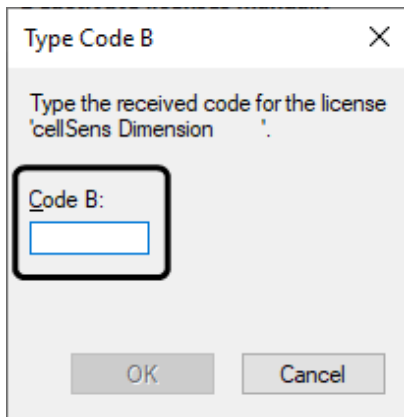 Type Code B
Type the received code for the license
'cellSens Dimension       '.
Code B:
OK
Cancel